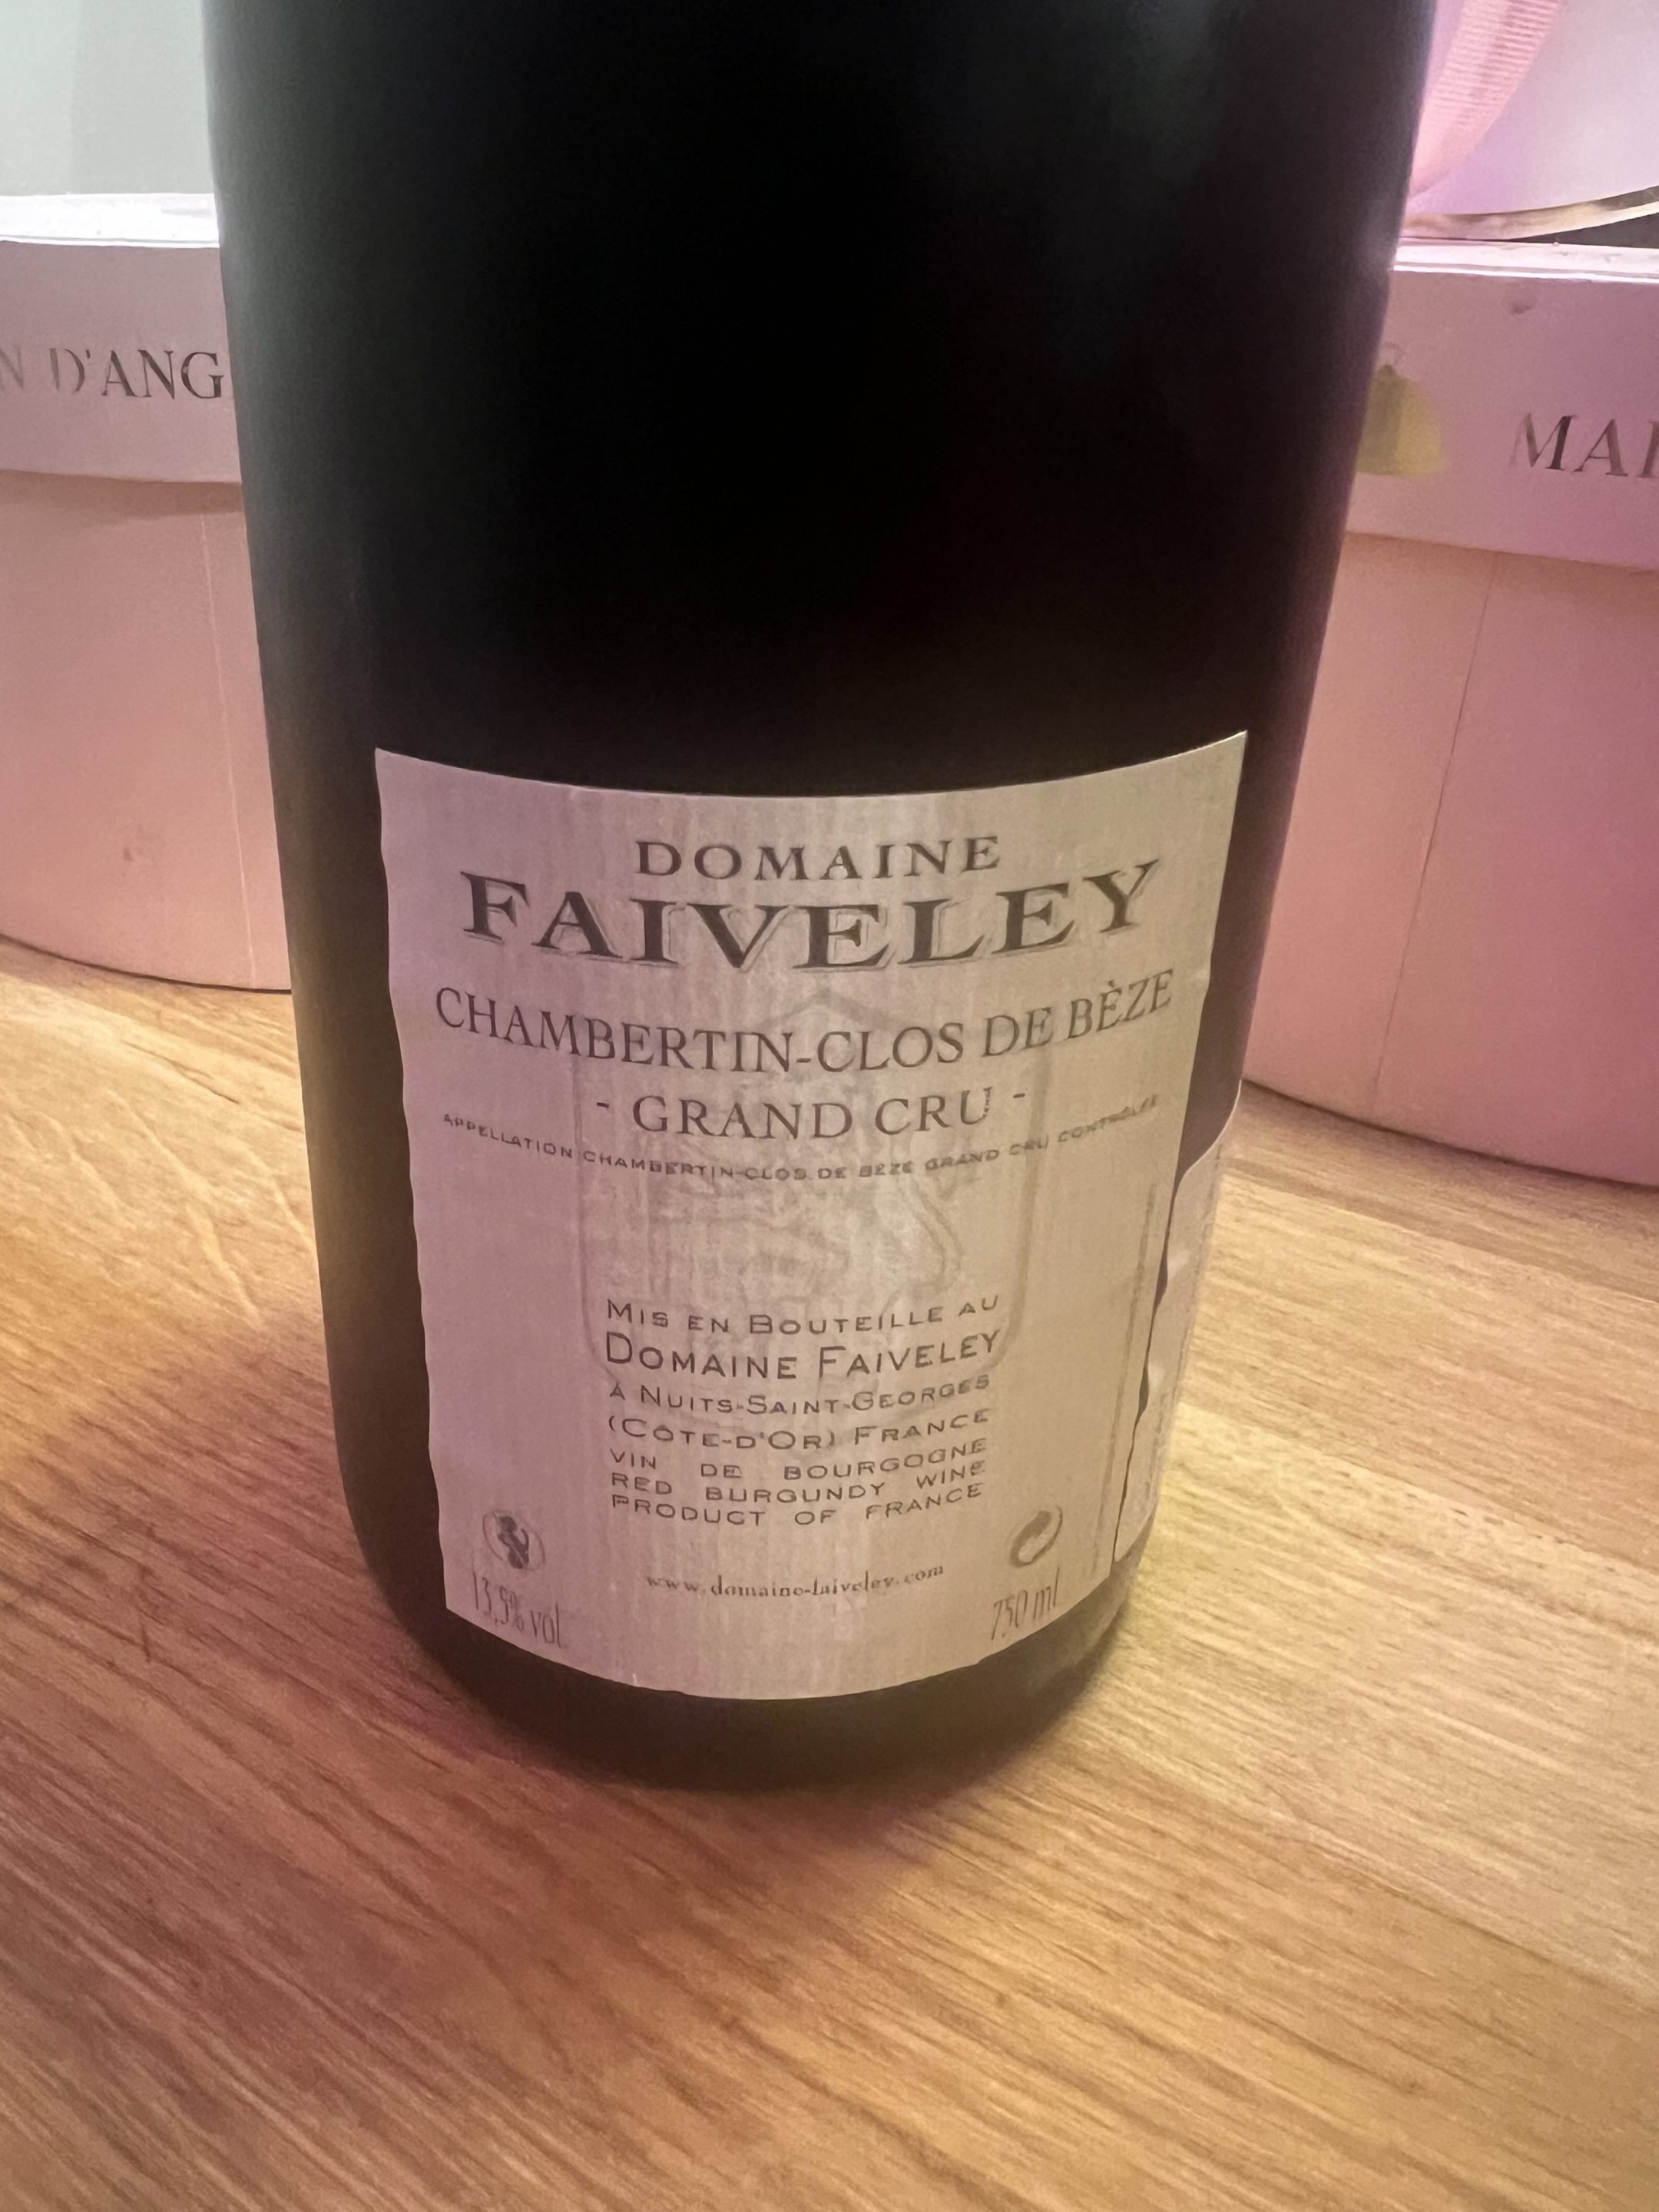 N D'ANG
MAI
DOMAINE
FAIVELEY
CHAMBERTIN-CLOS DE BÈZE
- GRAND CRU -
APPELLATION CHAMBERTIN-CLOS DE BÈZE GRAND CRU CONTRÔLÉE
MIS EN BOUTEILLE AU
DOMAINE FAIVELEY
À NUITS-SAINT-GEORGES
(CÔTE-D'OR) FRANCE
VIN DE BOURGOGNE
RED BURGUNDY WINE
PRODUCT OF FRANCE
www.domaine-faiveley.com
13,5% vol
750 ml